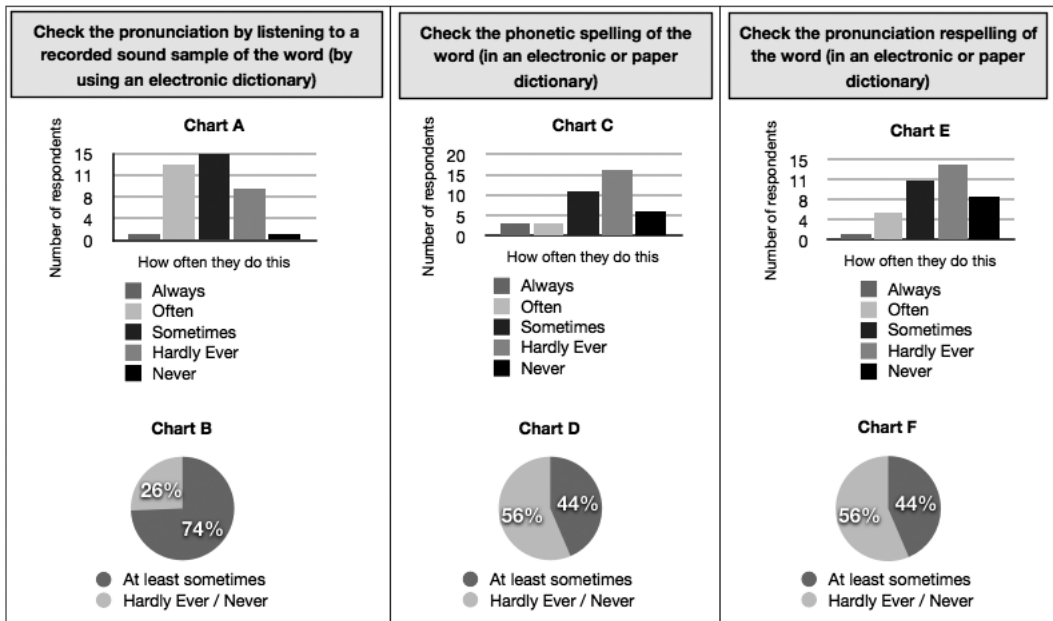 Check the pronunciation by listening to a
recorded sound sample of the word (by
using an electronic dictionary)
Chart A
Number of respondents
15
11
8
4
0
How often they do this
Always
Often
Sometimes
Hardly Ever
Never
Chart B
26%
74%
At least sometimes
Hardly Ever / Never
Check the phonetic spelling of the
word (in an electronic or paper
dictionary)
Chart C
Number of respondents
20
15
10
5
0
How often they do this
Always
Often
Sometimes
Hardly Ever
Never
Chart D
56%
44%
At least sometimes
Hardly Ever / Never
Check the pronunciation respelling of
the word (in an electronic or paper
dictionary)
Chart E
Number of respondents
15
11
8
4
0
How often they do this
Always
Often
Sometimes
Hardly Ever
Never
Chart F
56%
44%
At least sometimes
Hardly Ever / Never